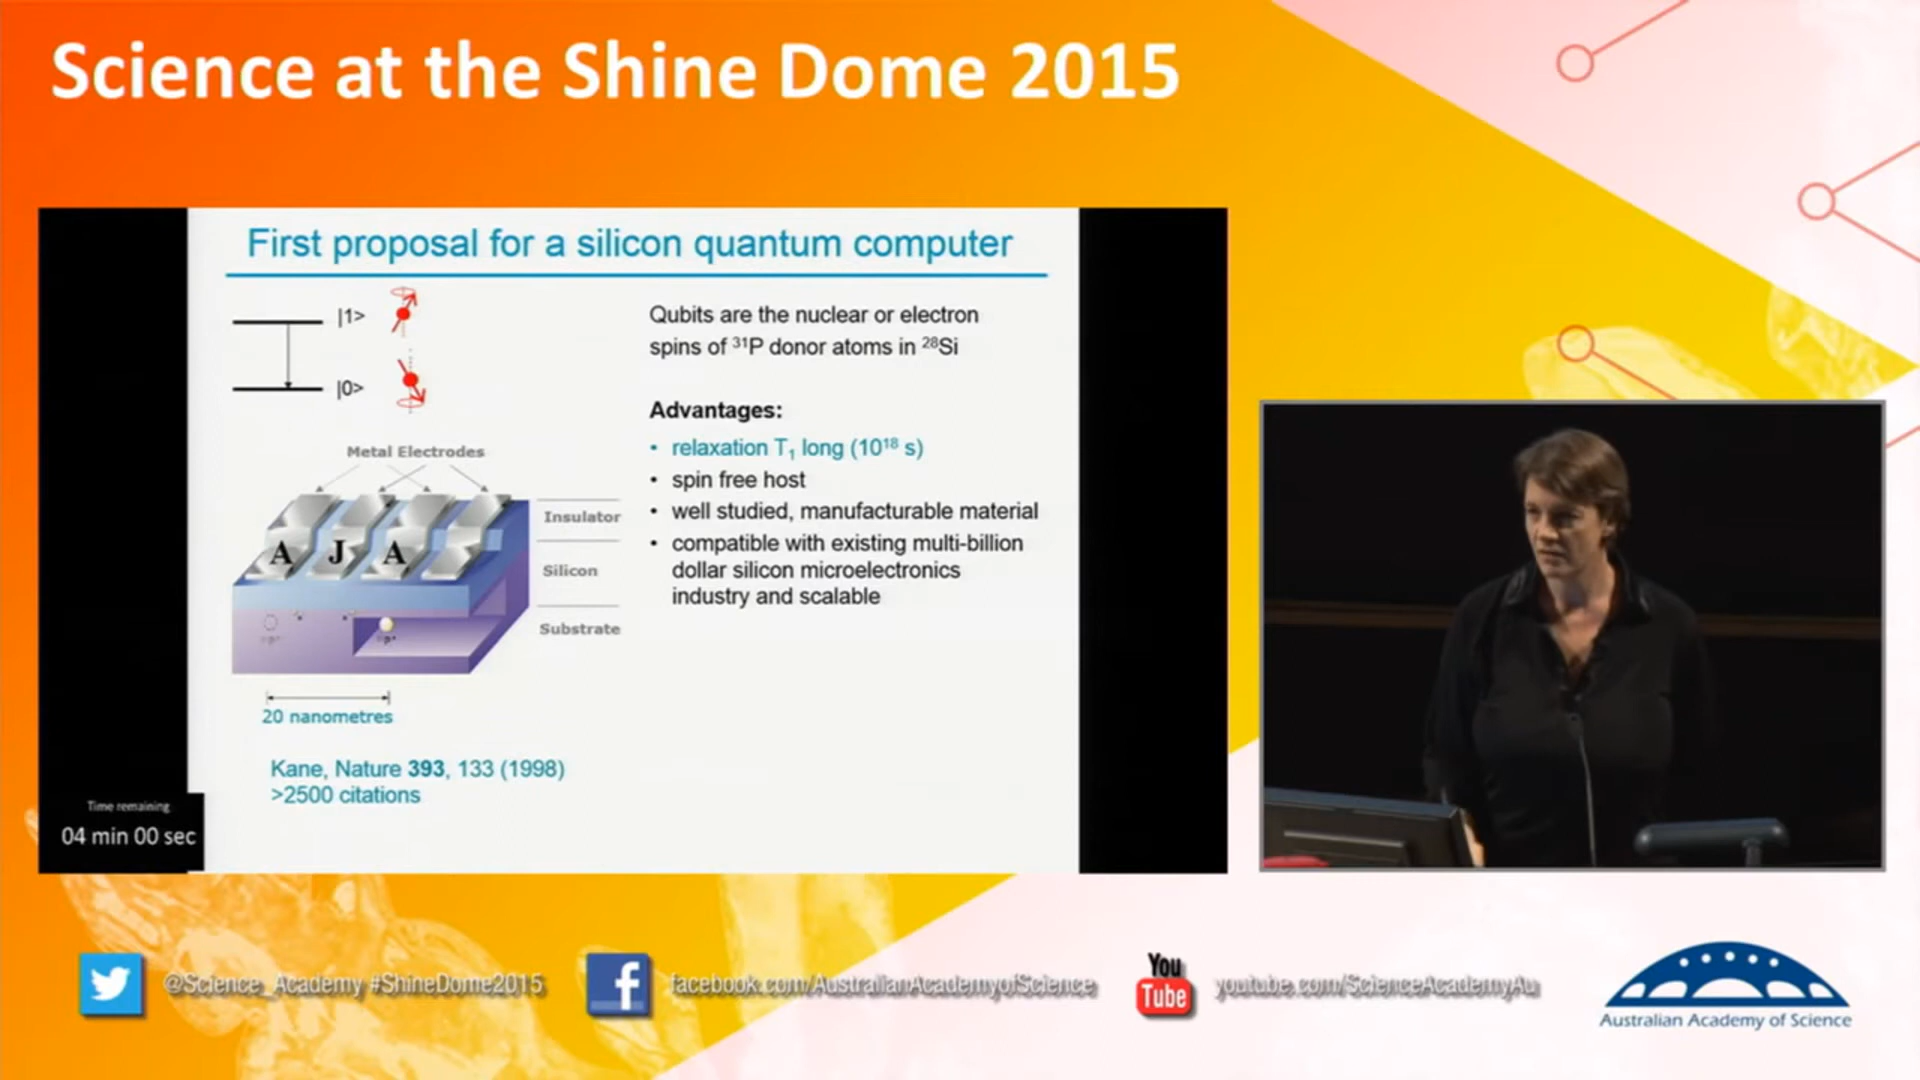 Science at the Shine Dome 2015
First proposal for a silicon quantum computer
|1>
|0>
Metal Electrodes
A J A
Insulator
Silicon
Substrate
20 nanometres
Kane, Nature 393, 133 (1998)
>2500 citations
Qubits are the nuclear or electron
spins of ³¹P donor atoms in ²⁸Si
Advantages:
• relaxation T₁ long (10¹⁸ s)
• spin free host
• well studied, manufacturable material
• compatible with existing multi-billion
dollar silicon microelectronics
industry and scalable
Time remaining
04 min 00 sec
@Science_Academy #ShineDome2015
facebook.com/AustralianAcademyofScience
You
Tube
youtube.com/ScienceAcademyAu
Australian Academy of Science